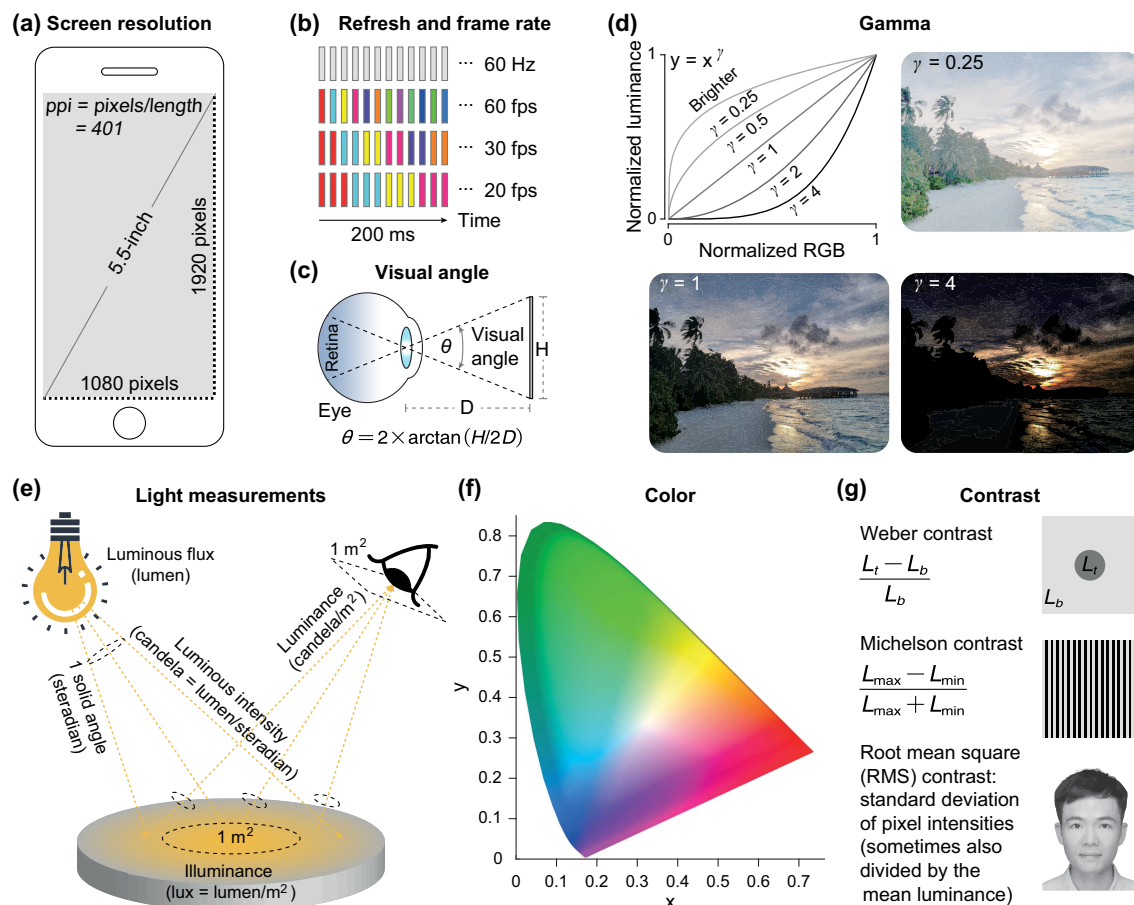 (a) Screen resolution
ppi = pixels/length
= 401
5.5-inch
1920 pixels
1080 pixels
(b) Refresh and frame rate
··· 60 Hz
··· 60 fps
··· 30 fps
··· 20 fps
Time
200 ms
(c) Visual angle
Retina
θ
Visual
angle
H
Eye
D
θ = 2 × arctan (H/2D)
(d) Gamma
Normalized luminance
1
y = x^γ
Brighter
γ = 0.25
γ = 0.5
γ = 1
γ = 2
γ = 4
0
0
1
Normalized RGB
γ = 0.25
γ = 1
γ = 4
(e) Light measurements
Luminous flux
(lumen)
1 m²
Luminance
(candela/m²)
Luminous intensity
(candela = lumen/steradian)
1 solid angle
(steradian)
1 m²
Illuminance
(lux = lumen/m²)
(f) Color
y
0.8
0.7
0.6
0.5
0.4
0.3
0.2
0.1
0
0 0.1 0.2 0.3 0.4 0.5 0.6 0.7
x
(g) Contrast
Weber contrast
L_t − L_b
L_b
L_t
L_b
Michelson contrast
L_max − L_min
L_max + L_min
Root mean square
(RMS) contrast:
standard deviation
of pixel intensities
(sometimes also
divided by the
mean luminance)